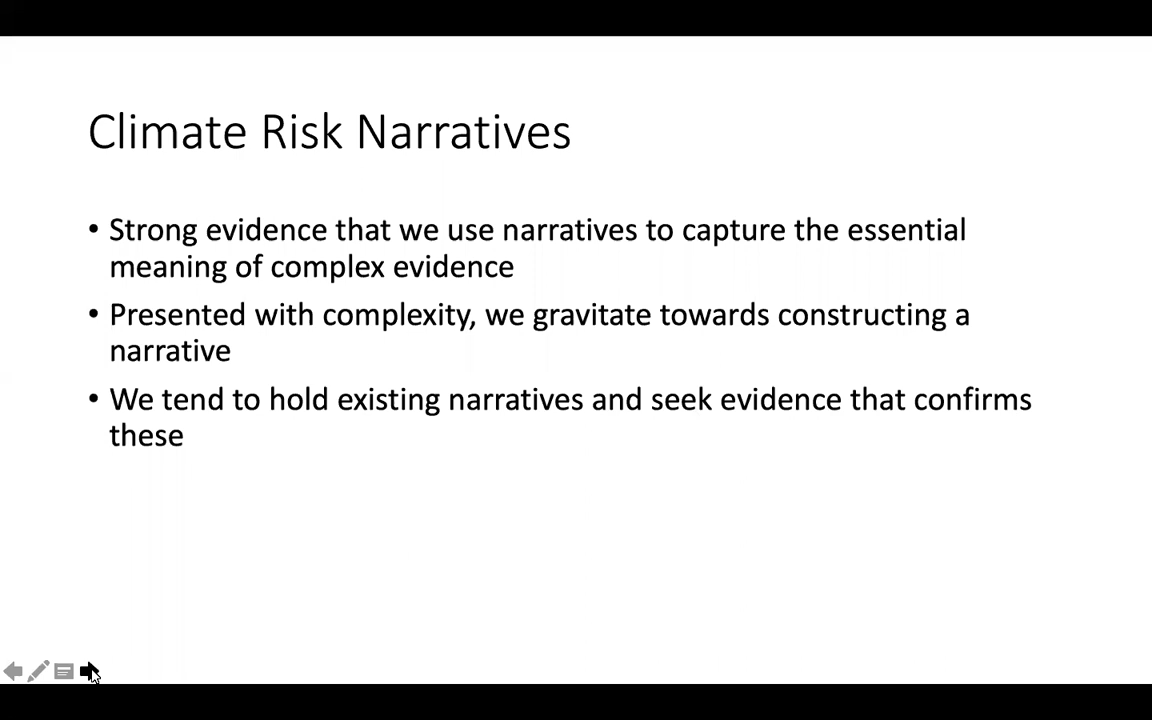 Climate Risk Narratives
• Strong evidence that we use narratives to capture the essential
meaning of complex evidence
• Presented with complexity, we gravitate towards constructing a
narrative
• We tend to hold existing narratives and seek evidence that confirms
these